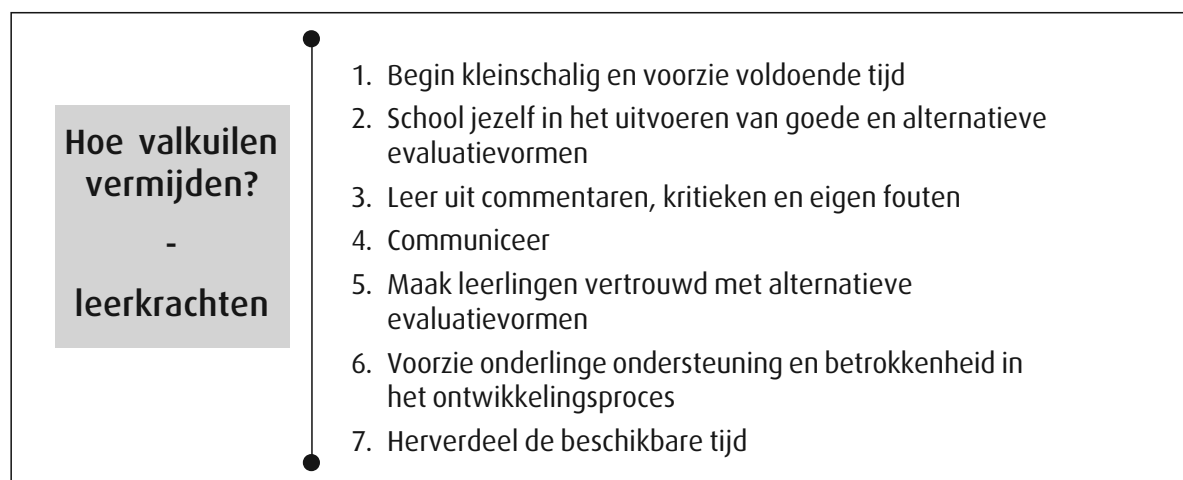 Hoe valkuilen
vermijden?
-
leerkrachten
1. Begin kleinschalig en voorzie voldoende tijd
2. School jezelf in het uitvoeren van goede en alternatieve
evaluatievormen
3. Leer uit commentaren, kritieken en eigen fouten
4. Communiceer
5. Maak leerlingen vertrouwd met alternatieve
evaluatievormen
6. Voorzie onderlinge ondersteuning en betrokkenheid in
het ontwikkelingsproces
7. Herverdeel de beschikbare tijd